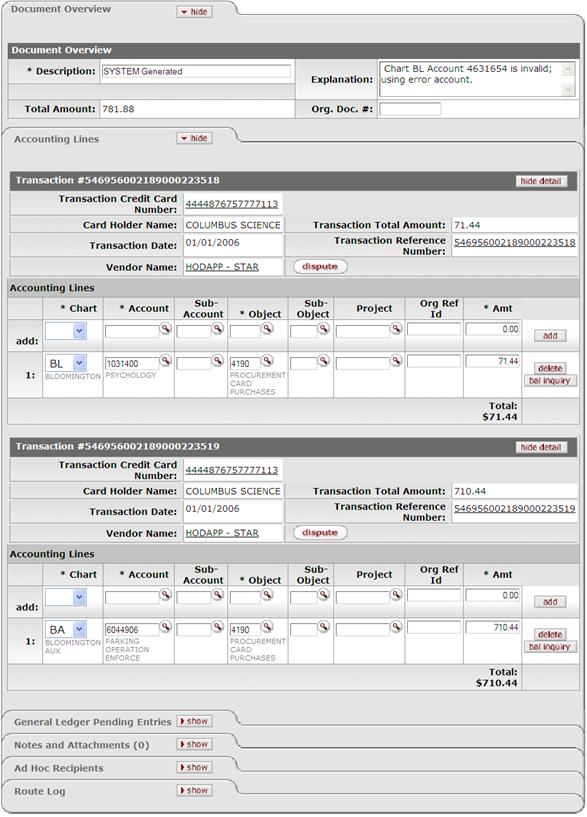 Document Overview hide
Document Overview
* Description: SYSTEM Generated
Explanation: Chart BL Account 4631654 is invalid;
using error account.
Total Amount: 781.88 Org. Doc. #:
Accounting Lines hide
Transaction #546956002189000223518 hide detail
Transaction Credit Card
Number: 4444876757777113
Card Holder Name: COLUMBUS SCIENCE Transaction Total Amount: 71.44
Transaction Date: 01/01/2006 Transaction Reference
Number: 546956002189000223518
Vendor Name: HODAPP - STAR dispute
Accounting Lines
* Chart * Account Sub-
Account * Object Sub-
Object Project Org Ref
Id * Amt
add: 0.00 add
1: BL 1031400 4190 71.44 delete
BLOOMINGTON PSYCHOLOGY PROCUREMENT
CARD
PURCHASES bal inquiry
Total:
$71.44
Transaction #546956002189000223519 hide detail
Transaction Credit Card
Number: 4444876757777113
Card Holder Name: COLUMBUS SCIENCE Transaction Total Amount: 710.44
Transaction Date: 01/01/2006 Transaction Reference
Number: 546956002189000223519
Vendor Name: HODAPP - STAR dispute
Accounting Lines
* Chart * Account Sub-
Account * Object Sub-
Object Project Org Ref
Id * Amt
add: 0.00 add
1: BA 6044906 4190 710.44 delete
BLOOMINGTON
AUX PARKING
OPERATION
ENFORCE PROCUREMENT
CARD
PURCHASES bal inquiry
Total:
$710.44
General Ledger Pending Entries show
Notes and Attachments (0) show
Ad Hoc Recipients show
Route Log show